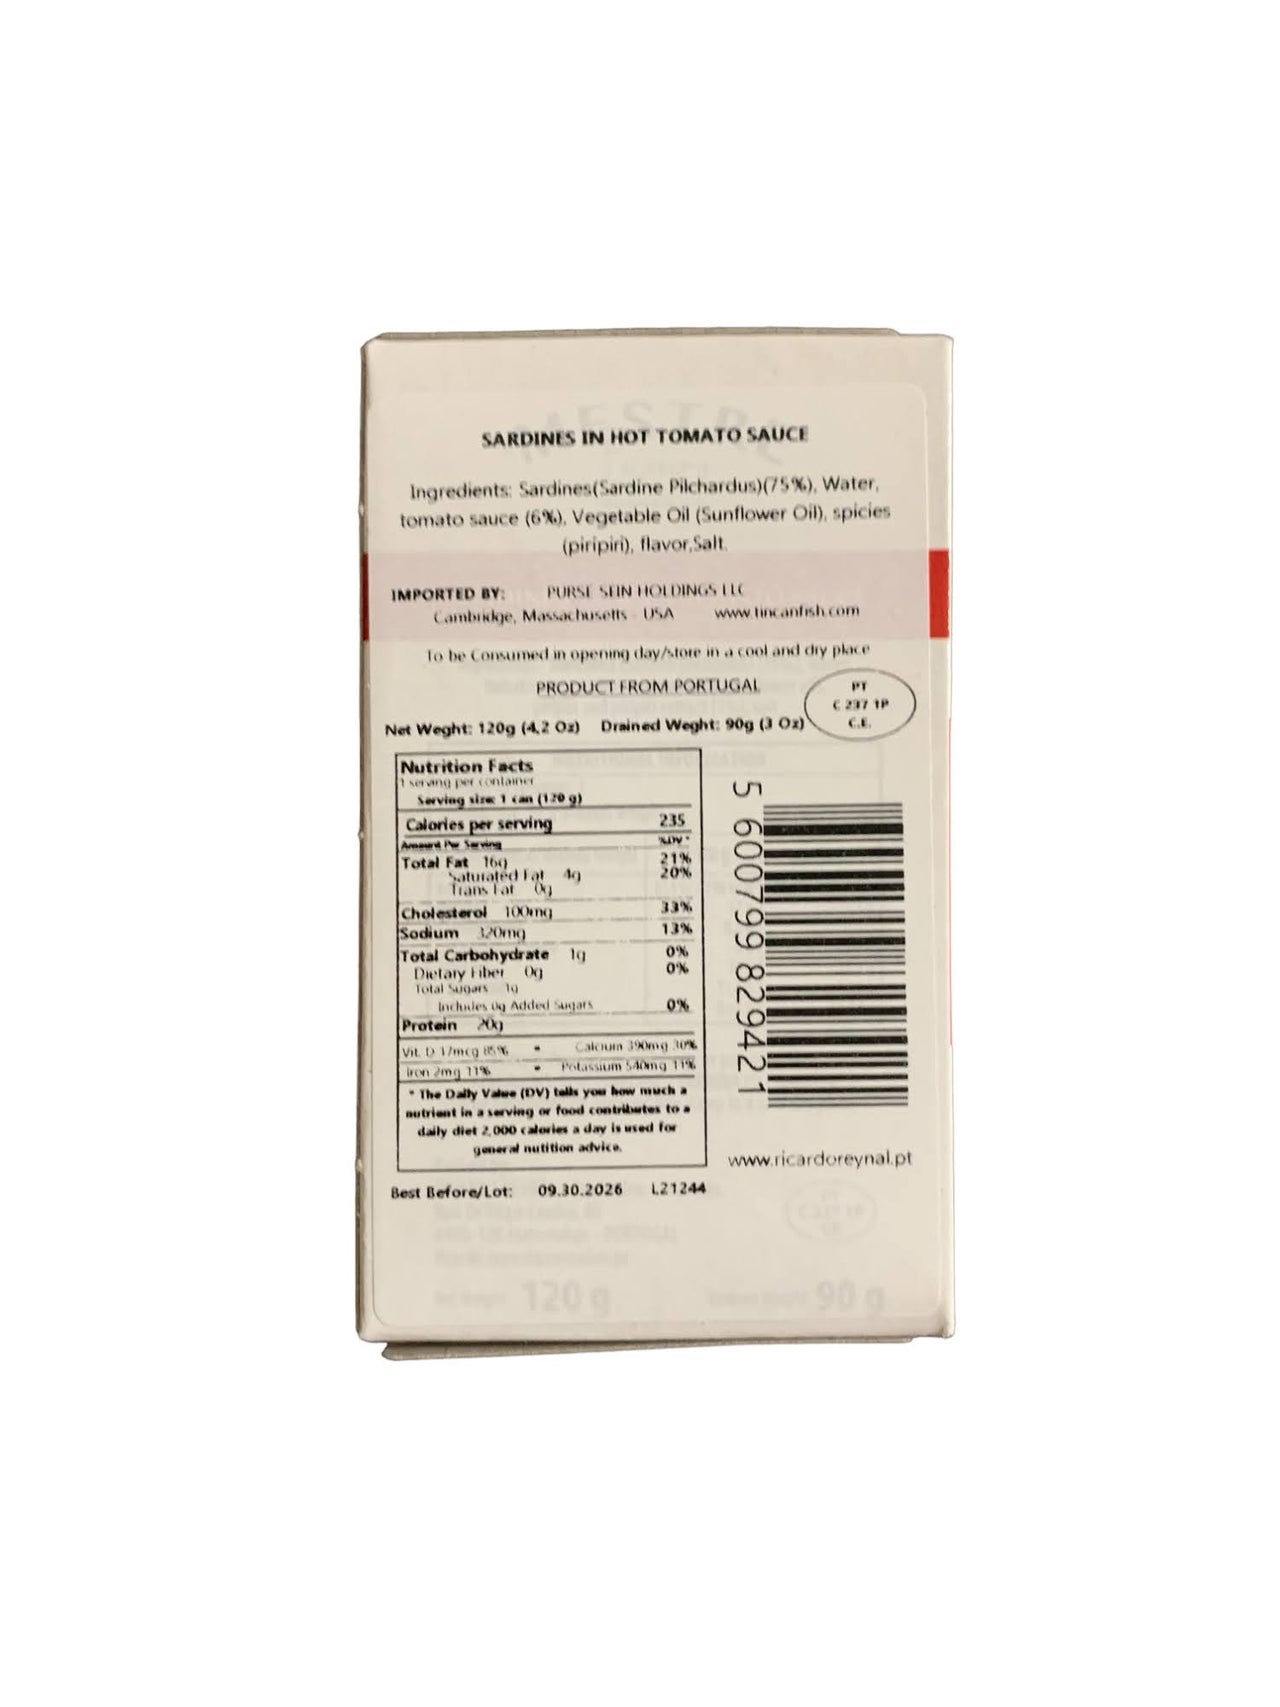 SARDINES IN HOT TOMATO SAUCE
Ingredients: Sardines(Sardine Pilchardus)(75%), Water,
tomato sauce (6%), Vegetable Oil (Sunflower Oil), spicies
(piripiri), flavor,Salt.
IMPORTED BY: PURSE SEIN HOLDINGS LLC
Cambridge, Massachusetts - USA www.tincanfish.com
To be Consumed in opening day/store in a cool and dry place
PRODUCT FROM PORTUGAL
PT
C 237 1P
C.E.
Net Weght: 120g (4,2 Oz) Drained Weght: 90g (3 Oz)
Nutrition Facts
1 serving per container
Serving size: 1 can (120 g)
Calories per serving 235
Amount Per Serving %DV *
Total Fat 16g 21%
Saturated Fat 4g 20%
Trans Fat 0g
Cholesterol 100mg 33%
Sodium 320mg 13%
Total Carbohydrate 1g 0%
Dietary Fiber 0g 0%
Total Sugars 1g
Includes 0g Added Sugars 0%
Protein 20g
Vit. D 17mcg 85% - Calcium 390mg 30%
Iron 2mg 11% - Potassium 540mg 11%
* The Daily Value (DV) tells you how much a
nutrient in a serving or food contributes to a
daily diet 2,000 calories a day is used for
general nutition advice.
5 600799 829421
www.ricardoreynal.pt
Best Before/Lot: 09.30.2026 L21244
120 g 90 g